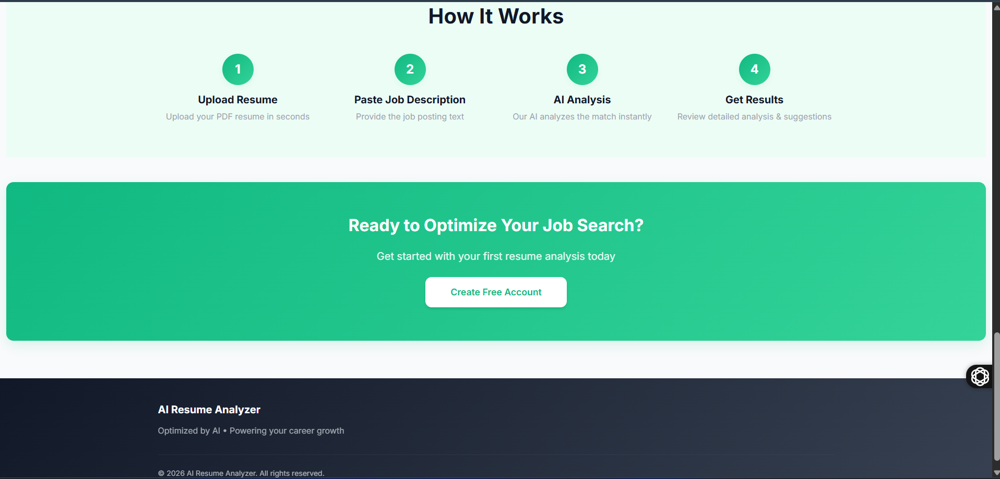 How It Works
1
2
3
4
Upload Resume
Paste Job Description
AI Analysis
Get Results
Upload your PDF resume in seconds
Provide the job posting text
Our AI analyzes the match instantly
Review detailed analysis & suggestions
Ready to Optimize Your Job Search?
Get started with your first resume analysis today
Create Free Account
AI Resume Analyzer
Optimized by AI • Powering your career growth
© 2026 AI Resume Analyzer. All rights reserved.